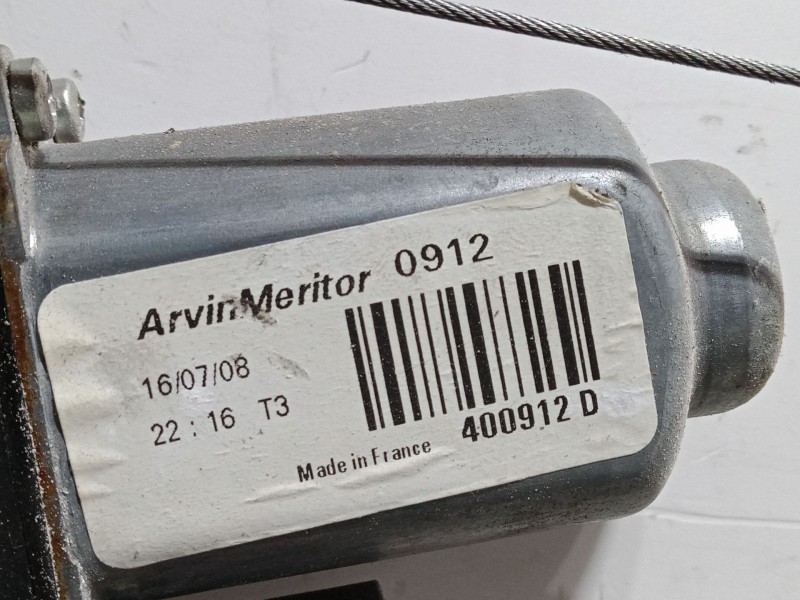 ArvinMeritor 0912
16/07/08
22 : 16 T3
400912 D
Made in France